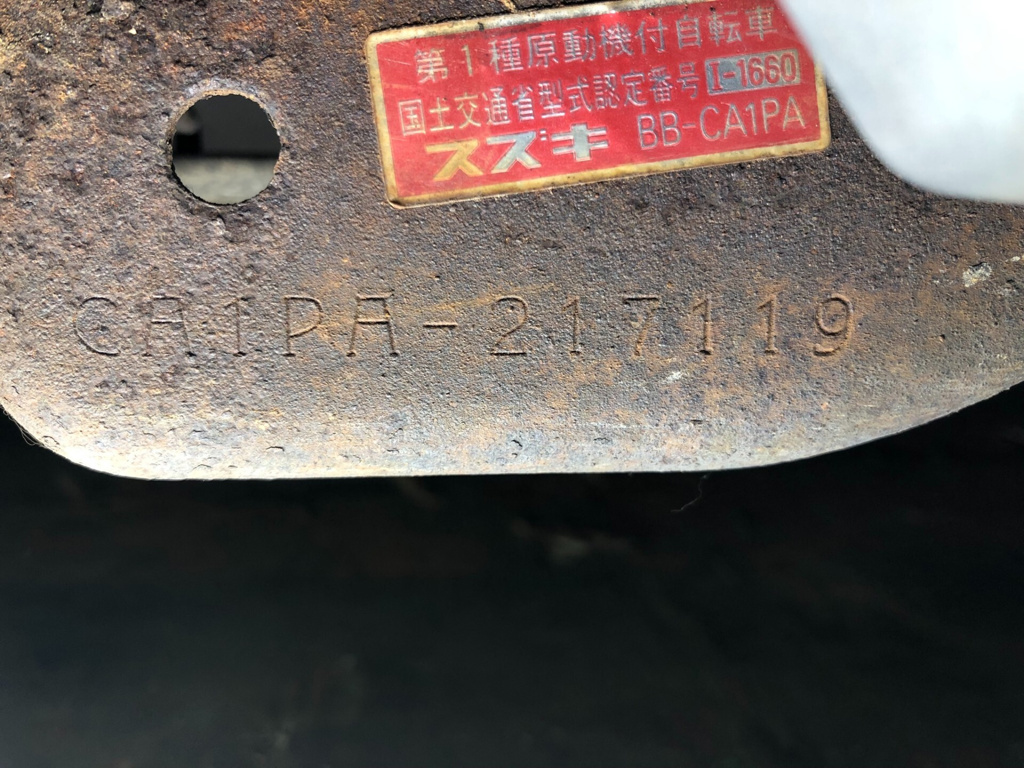 第1種原動機付自転車
国土交通省型式認定番号 I-1660
スズキ BB-CA1PA
CA1PA-217119